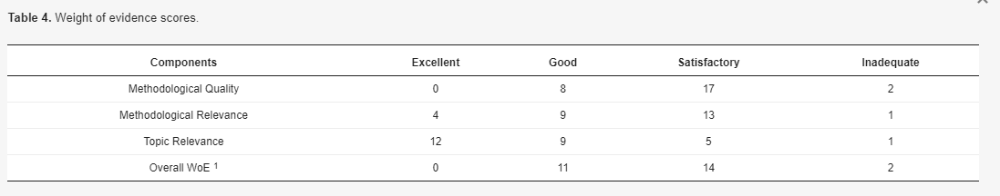 Table 4. Weight of evidence scores.
Components Excellent Good Satisfactory Inadequate
Methodological Quality 0 8 17 2
Methodological Relevance 4 9 13 1
Topic Relevance 12 9 5 1
Overall WoE 1 0 11 14 2